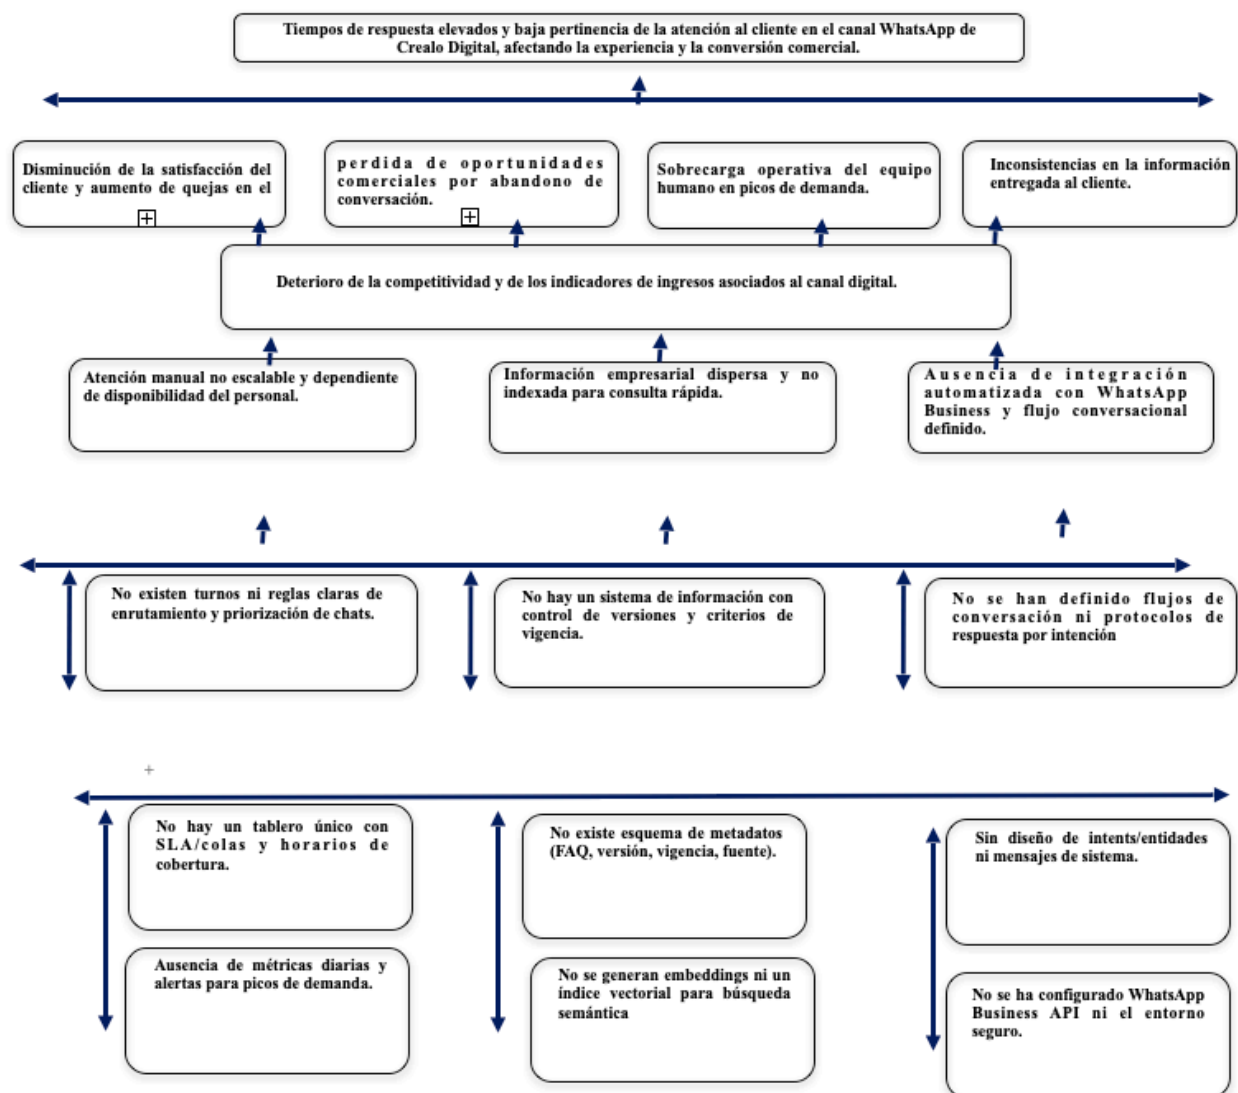 Tiempos de respuesta elevados y baja pertinencia de la atención al cliente en el canal WhatsApp de
Crealo Digital, afectando la experiencia y la conversión comercial.
Disminución de la satisfacción del
cliente y aumento de quejas en el
perdida de oportunidades
comerciales por abandono de
conversación.
Sobrecarga operativa del equipo
humano en picos de demanda.
Inconsistencias en la información
entregada al cliente.
Deterioro de la competitividad y de los indicadores de ingresos asociados al canal digital.
Atención manual no escalable y dependiente
de disponibilidad del personal.
Información empresarial dispersa y no
indexada para consulta rápida.
Ausencia de integración
automatizada con WhatsApp
Business y flujo conversacional
definido.
No existen turnos ni reglas claras de
enrutamiento y priorización de chats.
No hay un sistema de información con
control de versiones y criterios de
vigencia.
No se han definido flujos de
conversación ni protocolos de
respuesta por intención
No hay un tablero único con
SLA/colas y horarios de
cobertura.
No existe esquema de metadatos
(FAQ, versión, vigencia, fuente).
Sin diseño de intents/entidades
ni mensajes de sistema.
Ausencia de métricas diarias y
alertas para picos de demanda.
No se generan embeddings ni un
índice vectorial para búsqueda
semántica
No se ha configurado WhatsApp
Business API ni el entorno
seguro.